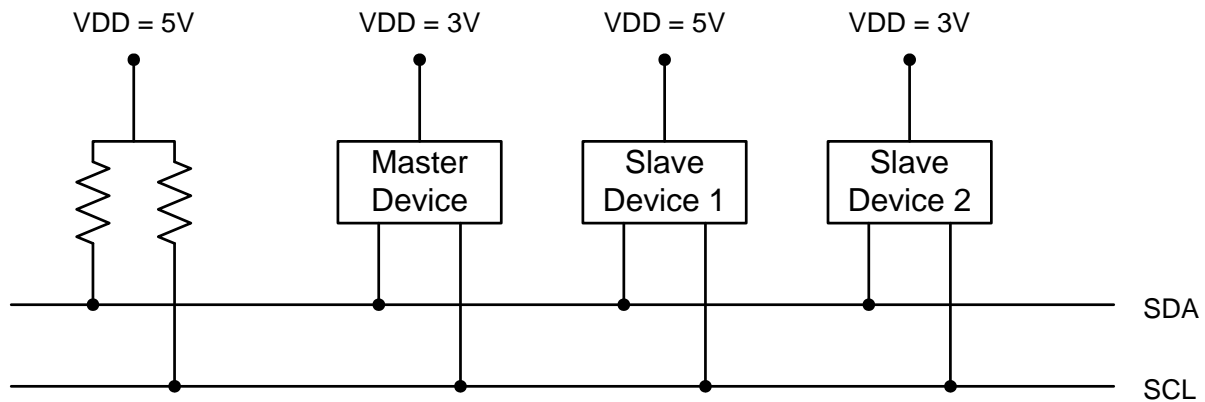 VDD = 5V
VDD = 3V
VDD = 5V
VDD = 3V
Master
Device
Slave
Device 1
Slave
Device 2
SDA
SCL